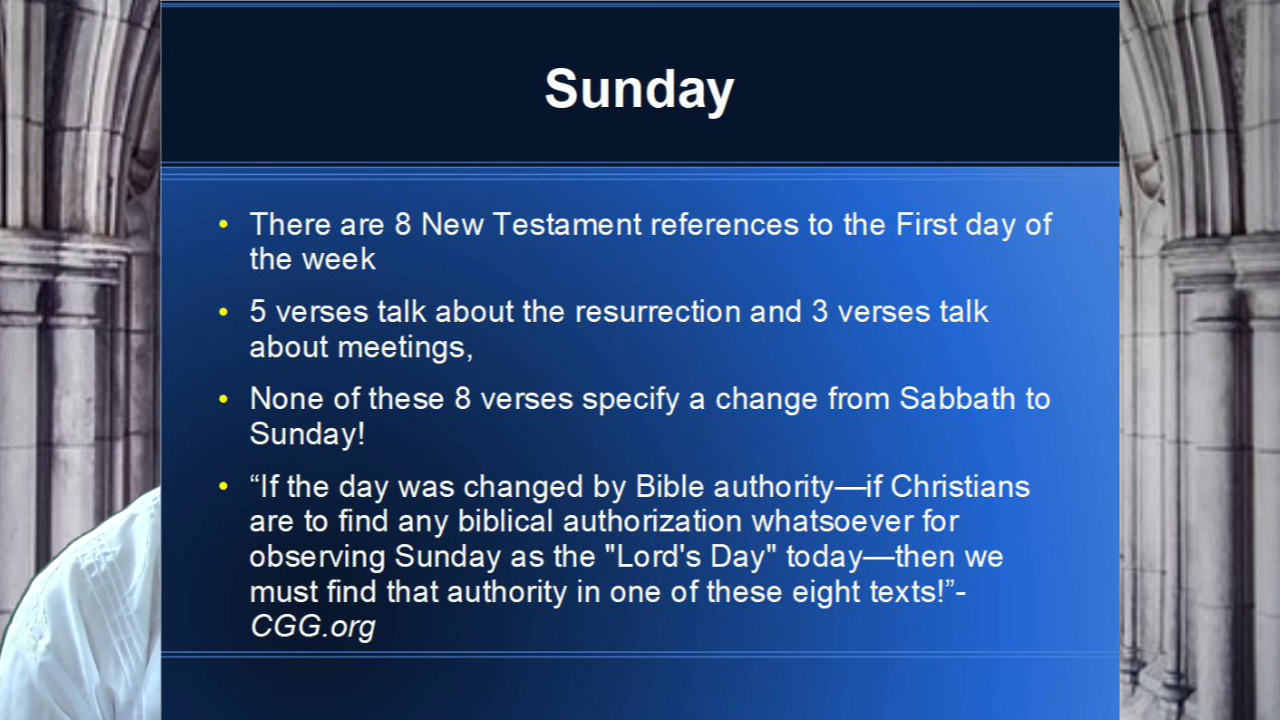 Sunday
• There are 8 New Testament references to the First day of
the week
• 5 verses talk about the resurrection and 3 verses talk
about meetings,
• None of these 8 verses specify a change from Sabbath to
Sunday!
• “If the day was changed by Bible authority—if Christians
are to find any biblical authorization whatsoever for
observing Sunday as the "Lord's Day" today—then we
must find that authority in one of these eight texts!”-
CGG.org